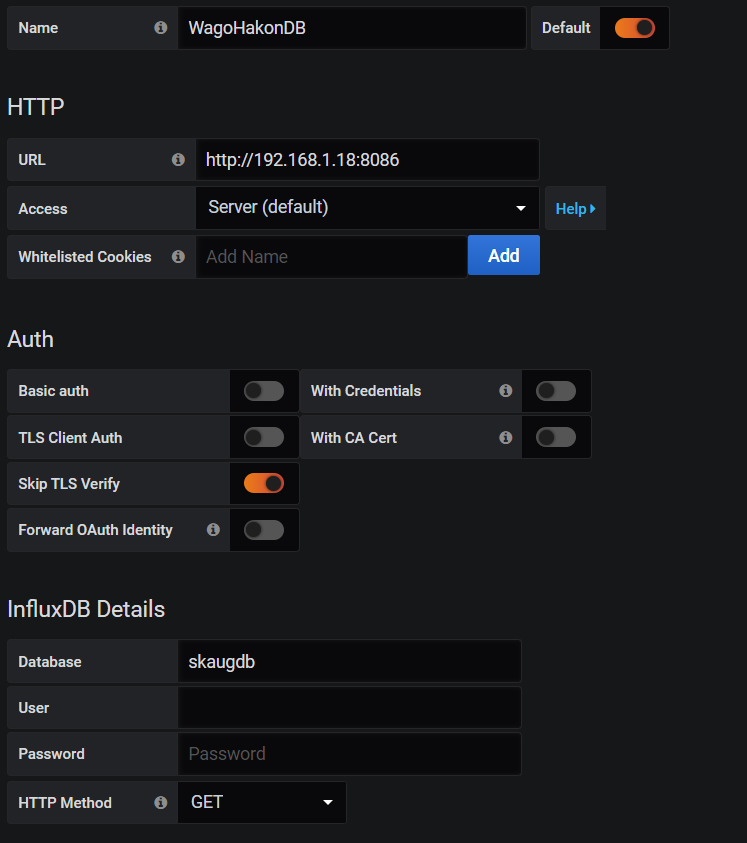 Name WagoHakonDB Default
HTTP
URL http://192.168.1.18:8086
Access Server (default) Help
Whitelisted Cookies Add Name Add
Auth
Basic auth With Credentials
TLS Client Auth With CA Cert
Skip TLS Verify
Forward OAuth Identity
InfluxDB Details
Database skaugdb
User
Password Password
HTTP Method GET